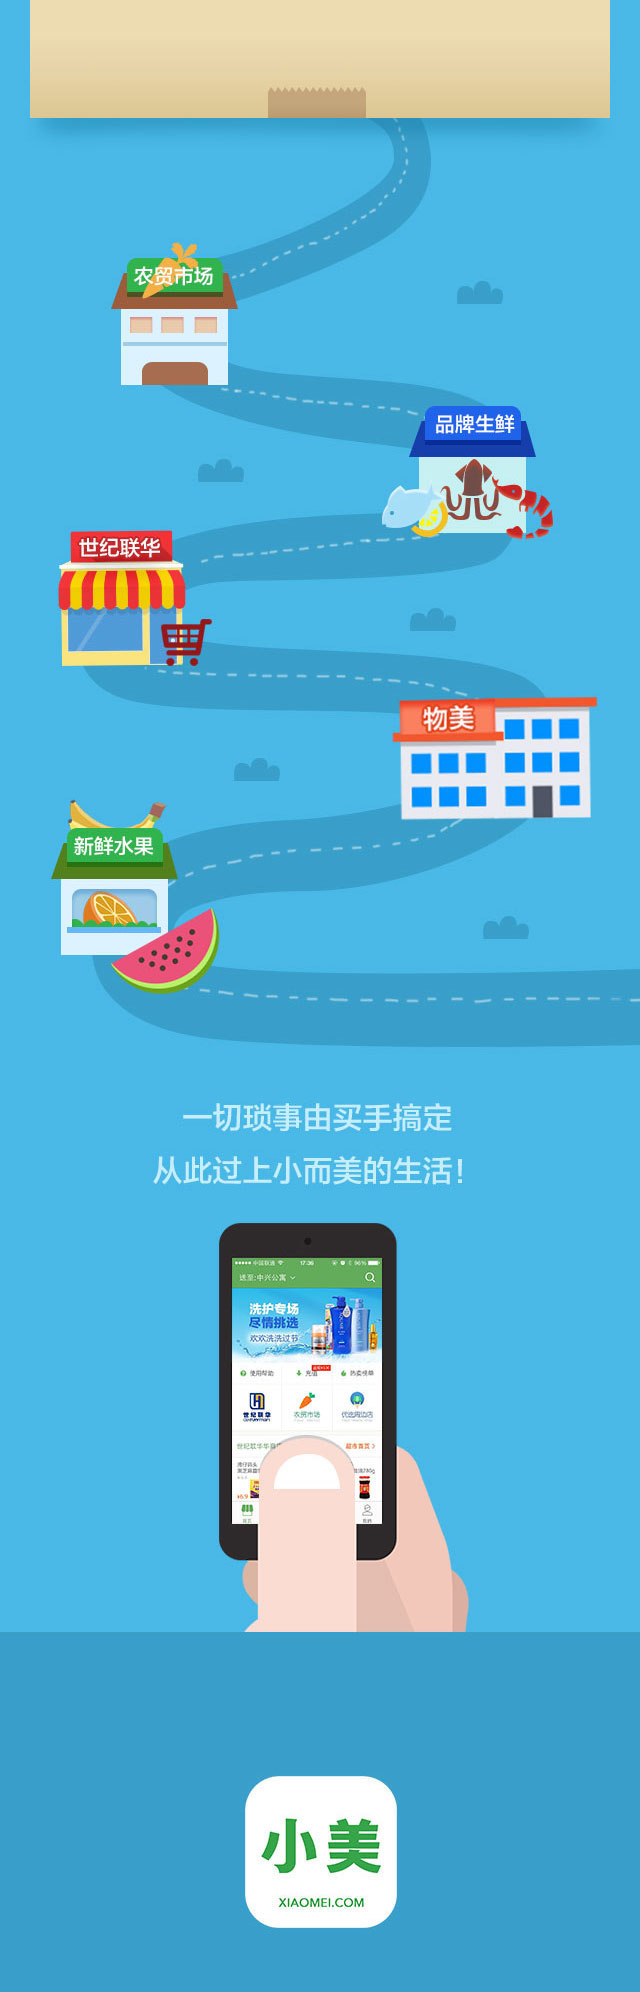 农贸市场
品牌生鲜
世纪联华
物美
新鲜水果
一切琐事由买手搞定
从此过上小而美的生活!
中国联通
17:36
96%
送至:中兴公寓
洗护专场
尽情挑选
欢欢洗洗过节
使用帮助
充值
热卖榜单
世纪联华
农贸市场
优选周边店
世纪联华华
超市首页
首页
我的
小美
XIAOMEI.COM